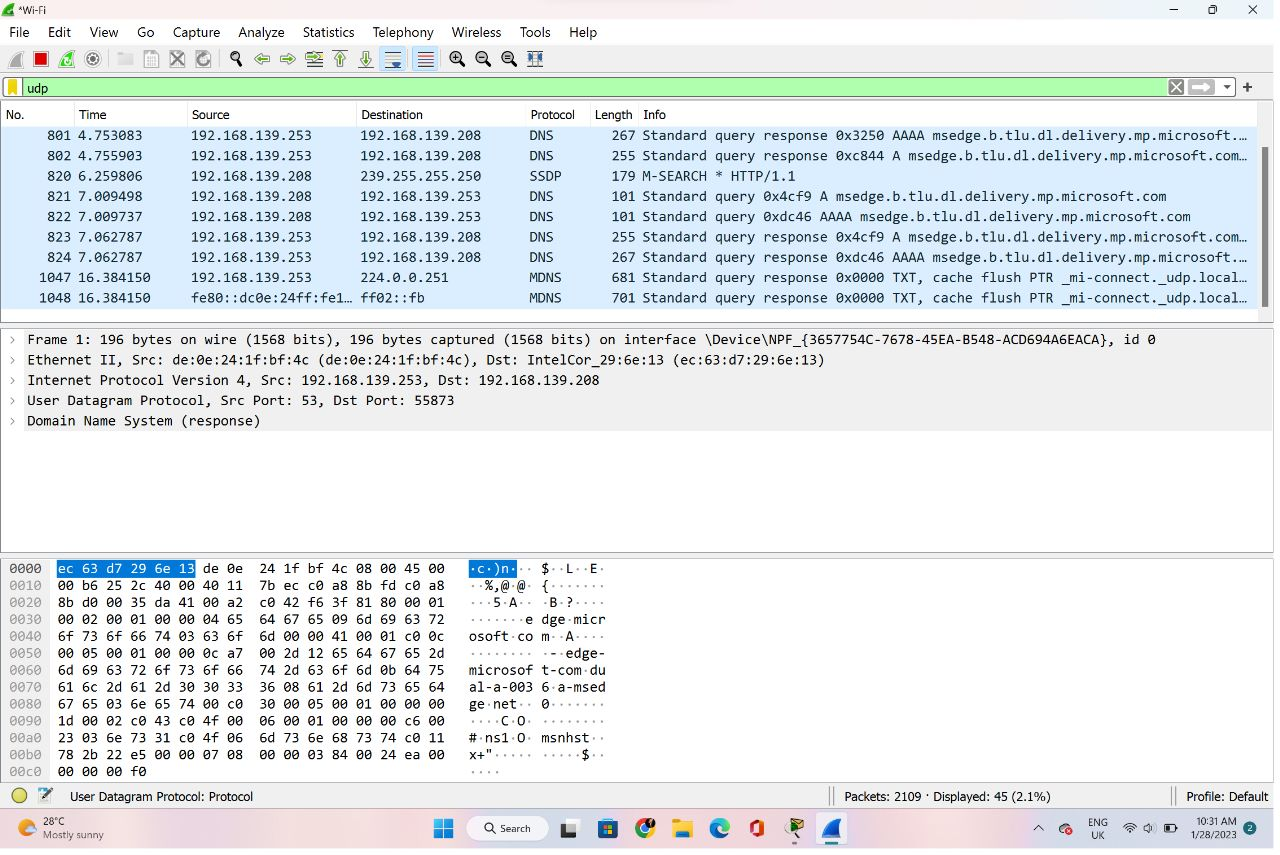 *Wi-Fi
File Edit View Go Capture Analyze Statistics Telephony Wireless Tools Help
udp
No. Time Source Destination Protocol Length Info
801 4.753083 192.168.139.253 192.168.139.208 DNS 267 Standard query response 0x3250 AAAA msedge.b.tlu.dl.delivery.mp.microsoft.…
802 4.755903 192.168.139.253 192.168.139.208 DNS 255 Standard query response 0xc844 A msedge.b.tlu.dl.delivery.mp.microsoft.com…
820 6.259806 192.168.139.208 239.255.255.250 SSDP 179 M-SEARCH * HTTP/1.1
821 7.009498 192.168.139.208 192.168.139.253 DNS 101 Standard query 0x4cf9 A msedge.b.tlu.dl.delivery.mp.microsoft.com
822 7.009737 192.168.139.208 192.168.139.253 DNS 101 Standard query 0xdc46 AAAA msedge.b.tlu.dl.delivery.mp.microsoft.com
823 7.062787 192.168.139.253 192.168.139.208 DNS 255 Standard query response 0x4cf9 A msedge.b.tlu.dl.delivery.mp.microsoft.com…
824 7.062787 192.168.139.253 192.168.139.208 DNS 267 Standard query response 0xdc46 AAAA msedge.b.tlu.dl.delivery.mp.microsoft.…
1047 16.384150 192.168.139.253 224.0.0.251 MDNS 681 Standard query response 0x0000 TXT, cache flush PTR _mi-connect._udp.local…
1048 16.384150 fe80::dc0e:24ff:fe1… ff02::fb MDNS 701 Standard query response 0x0000 TXT, cache flush PTR _mi-connect._udp.local…
Frame 1: 196 bytes on wire (1568 bits), 196 bytes captured (1568 bits) on interface \Device\NPF_{3657754C-7678-45EA-B548-ACD694A6EACA}, id 0
Ethernet II, Src: de:0e:24:1f:bf:4c (de:0e:24:1f:bf:4c), Dst: IntelCor_29:6e:13 (ec:63:d7:29:6e:13)
Internet Protocol Version 4, Src: 192.168.139.253, Dst: 192.168.139.208
User Datagram Protocol, Src Port: 53, Dst Port: 55873
Domain Name System (response)
0000 ec 63 d7 29 6e 13 de 0e 24 1f bf 4c 08 00 45 00 ·c·)n··· $··L··E·
0010 00 b6 25 2c 40 00 40 11 7b ec c0 a8 8b fd c0 a8 ··%,@·@· {·······
0020 8b d0 00 35 da 41 00 a2 c0 42 f6 3f 81 80 00 01 ···5·A·· ·B·?····
0030 00 02 00 01 00 00 04 65 64 67 65 09 6d 69 63 72 ·······e dge·micr
0040 6f 73 6f 66 74 03 63 6f 6d 00 00 41 00 01 c0 0c osoft·co m··A····
0050 00 05 00 01 00 00 0c a7 00 2d 12 65 64 67 65 2d ········ ·-·edge-
0060 6d 69 63 72 6f 73 6f 66 74 2d 63 6f 6d 0b 64 75 microsof t-com·du
0070 61 6c 2d 61 2d 30 30 33 36 08 61 2d 6d 73 65 64 al-a-003 6·a-msed
0080 67 65 03 6e 65 74 00 c0 30 00 05 00 01 00 00 00 ge·net·· 0·······
0090 1d 00 02 c0 43 c0 4f 00 06 00 01 00 00 00 c6 00 ····C·O· ········
00a0 23 03 6e 73 31 c0 4f 06 6d 73 6e 68 73 74 c0 11 #·ns1·O· msnhst··
00b0 78 2b 22 e5 00 00 07 08 00 00 03 84 00 24 ea 00 x+"····· ·····$··
00c0 00 00 00 f0 ····
User Datagram Protocol: Protocol Packets: 2109 · Displayed: 45 (2.1%) Profile: Default
28°C
Mostly sunny
Search
ENG
UK
10:31 AM
1/28/2023
2